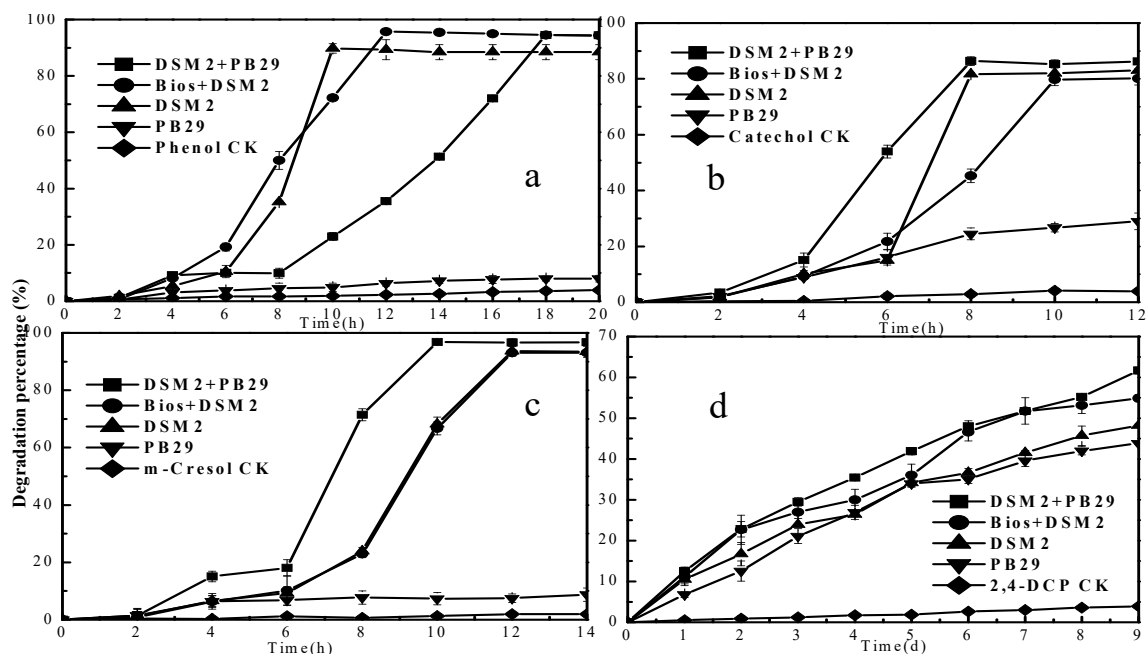 100
80
60
40
20
0
DSM2+PB29
Bios+DSM2
DSM2
PB29
Phenol CK
a
0 2 4 6 8 10 12 14 16 18 20
Time(h)
100
80
60
40
20
0
DSM2+PB29
Bios+DSM2
DSM2
PB29
Catechol CK
b
0 2 4 6 8 10 12
Time(h)
Degradation percentage (%)
100
80
60
40
20
0
DSM2+PB29
Bios+DSM2
DSM2
PB29
m-Cresol CK
c
0 2 4 6 8 10 12 14
Time(h)
70
60
50
40
30
20
10
0
d
DSM2+PB29
Bios+DSM2
DSM2
PB29
2,4-DCP CK
0 1 2 3 4 5 6 7 8 9
Time(d)